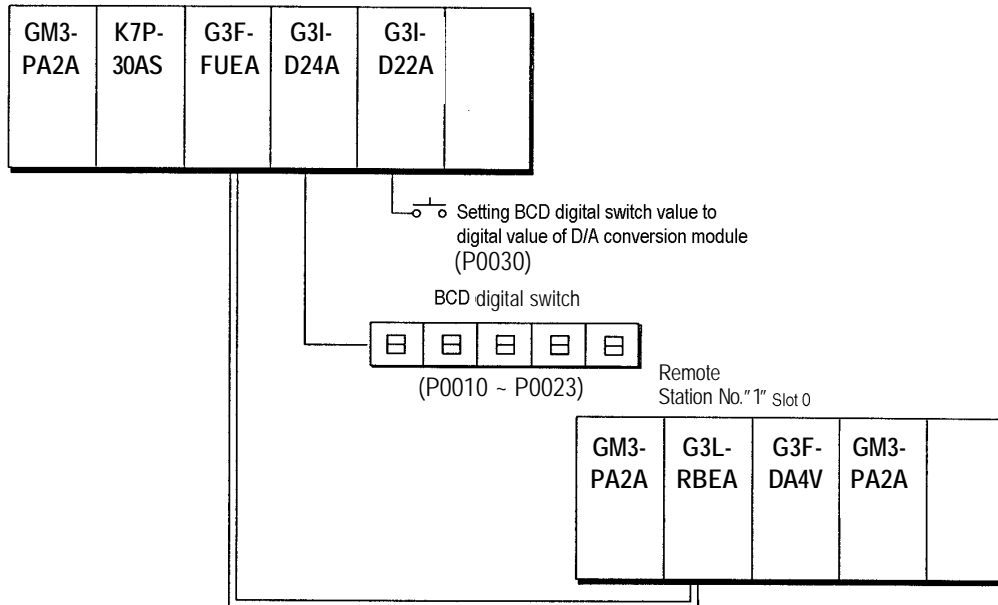 GM3- K7P- G3F- G3I- G3I-
PA2A 30AS FUEA D24A D22A
Setting BCD digital switch value to
digital value of D/A conversion module
(P0030)
BCD digital switch
(P0010 ~ P0023)
Remote
Station No."1" Slot 0
GM3- G3L- G3F- GM3-
PA2A RBEA DA4V PA2A